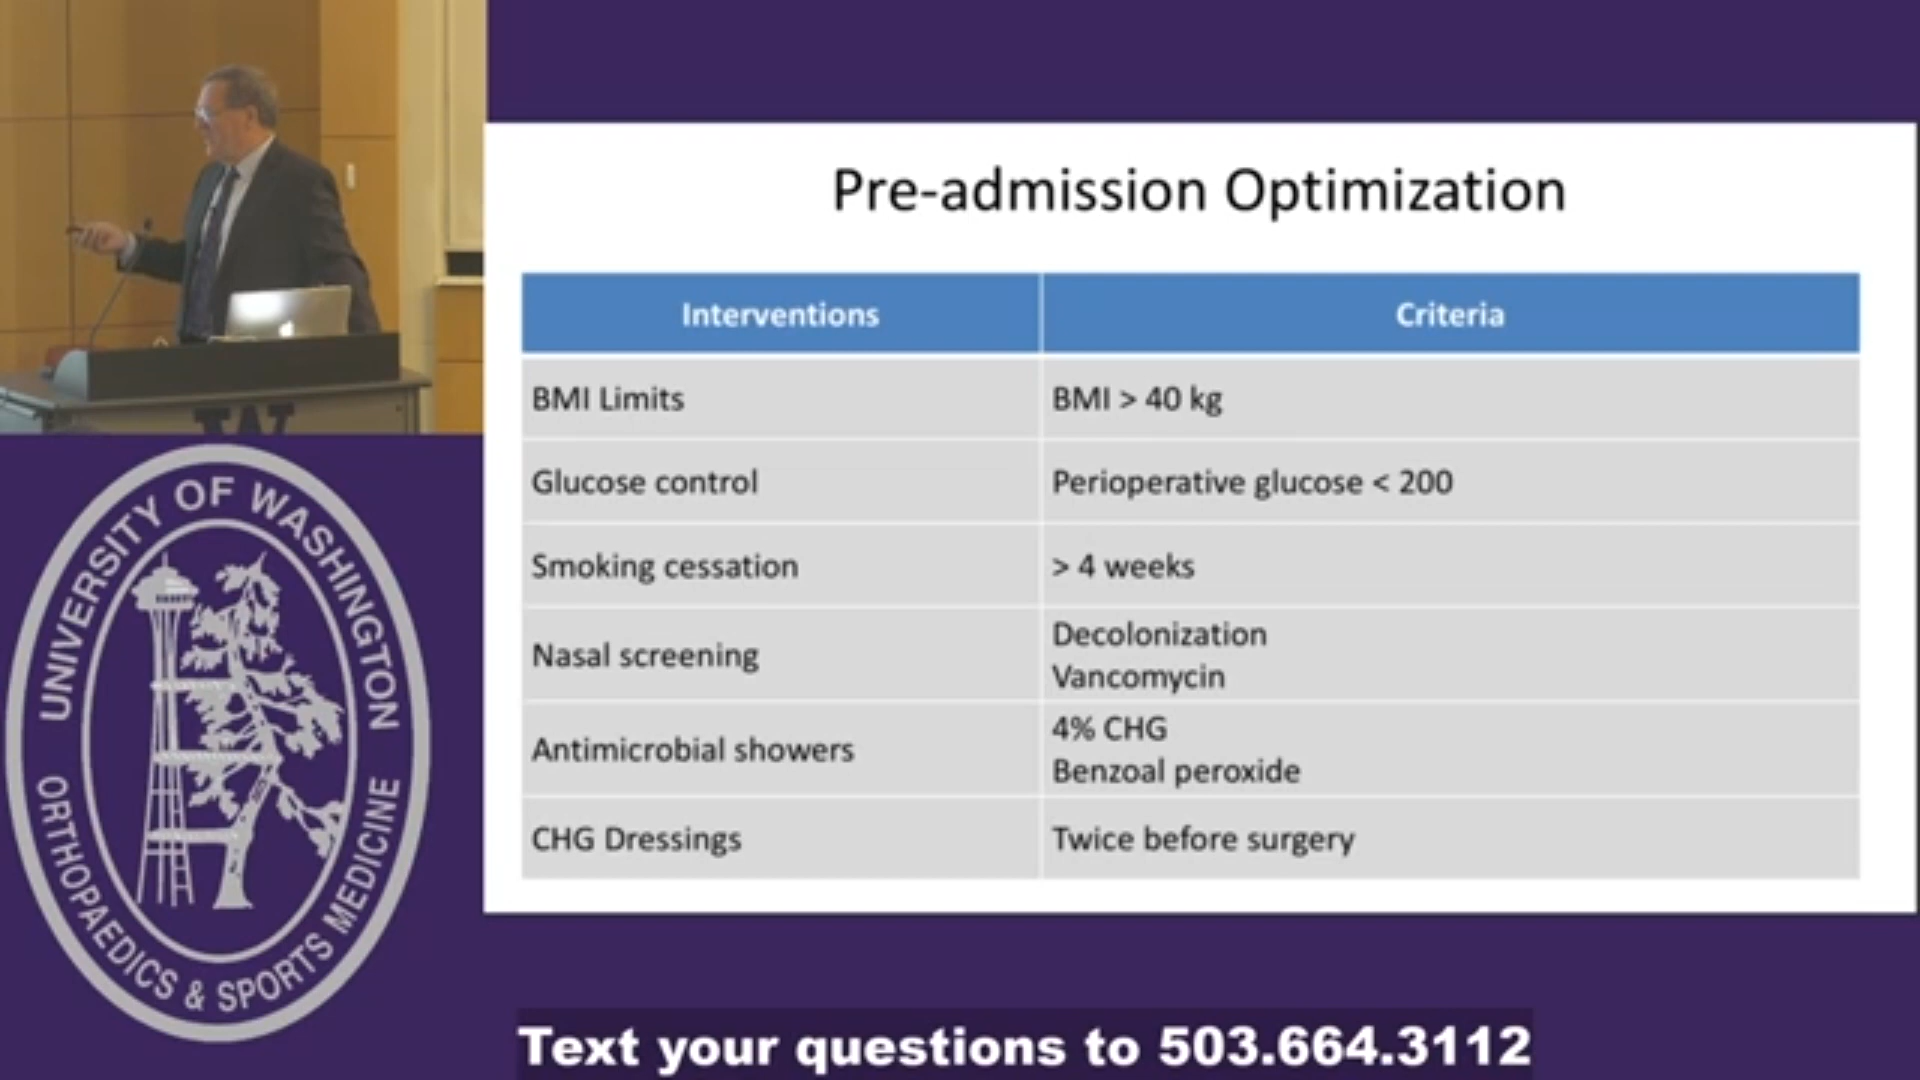 Pre-admission Optimization
Interventions Criteria
BMI Limits BMI > 40 kg
Glucose control Perioperative glucose < 200
Smoking cessation > 4 weeks
Nasal screening Decolonization
Vancomycin
Antimicrobial showers 4% CHG
Benzoal peroxide
CHG Dressings Twice before surgery
UNIVERSITY OF WASHINGTON
ORTHOPAEDICS & SPORTS MEDICINE
Text your questions to 503.664.3112